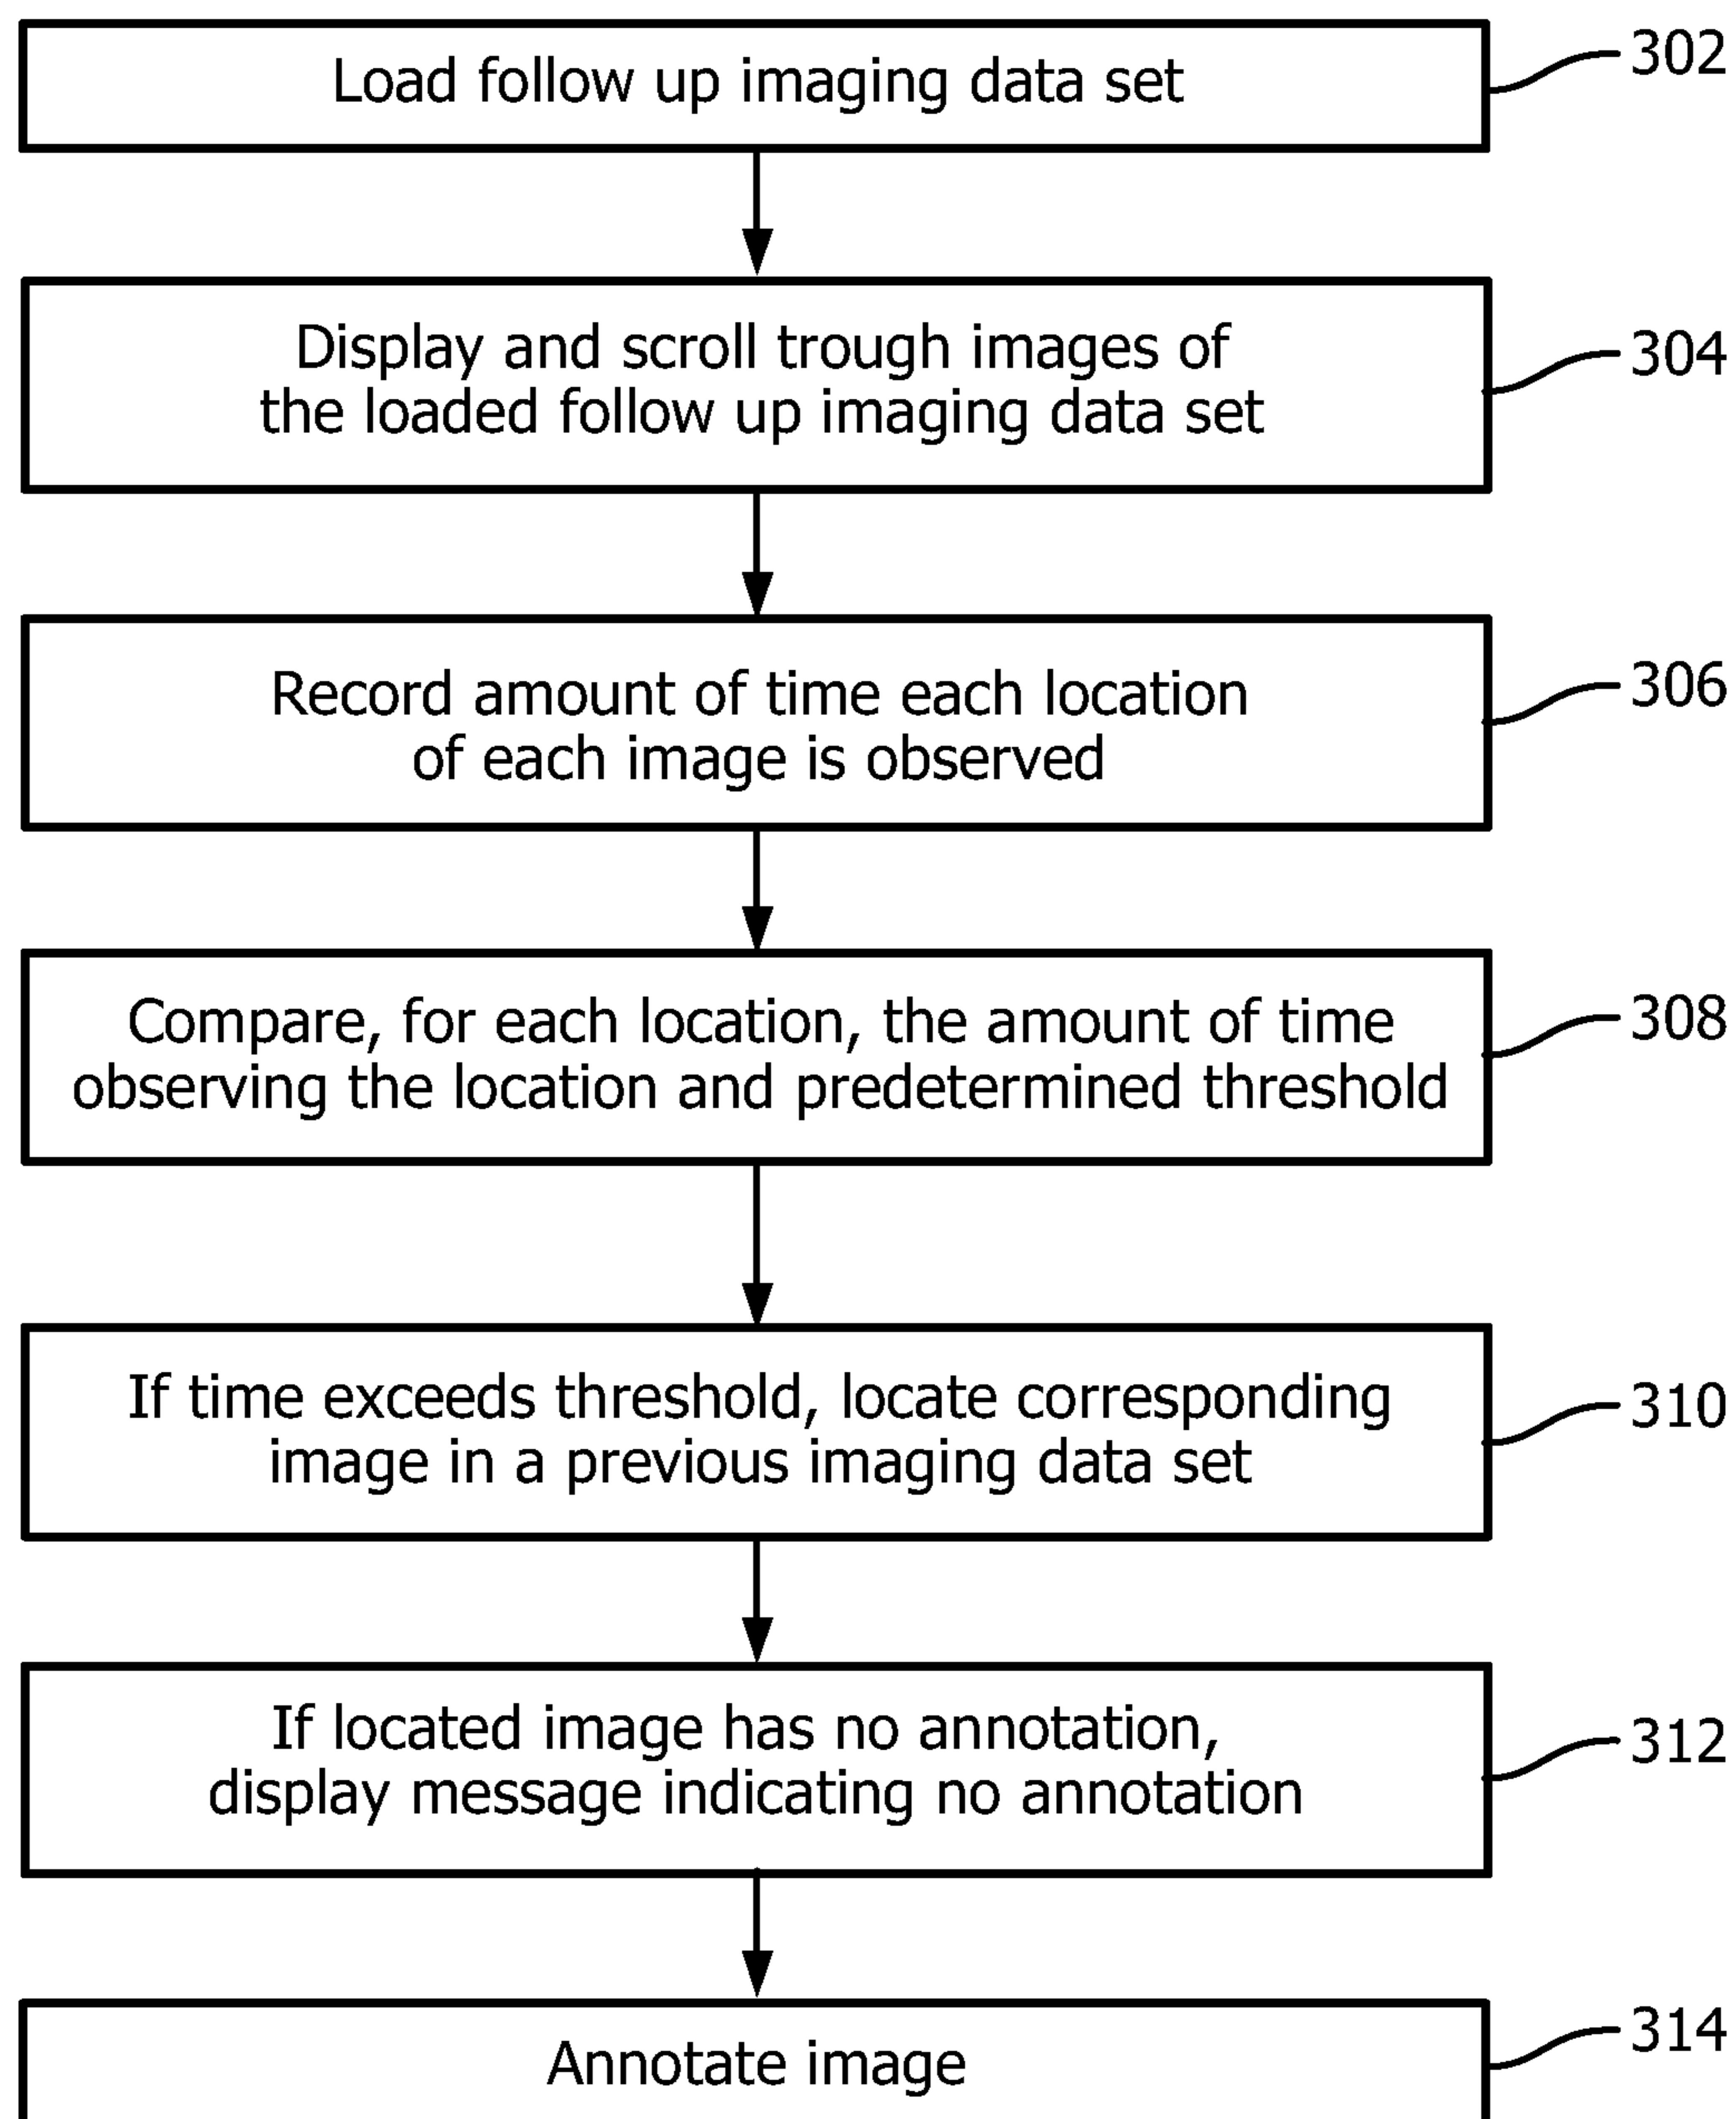 Load follow up imaging data set
302
Display and scroll trough images of
the loaded follow up imaging data set
304
Record amount of time each location
of each image is observed
306
Compare, for each location, the amount of time
observing the location and predetermined threshold
308
If time exceeds threshold, locate corresponding
image in a previous imaging data set
310
If located image has no annotation,
display message indicating no annotation
312
Annotate image
314